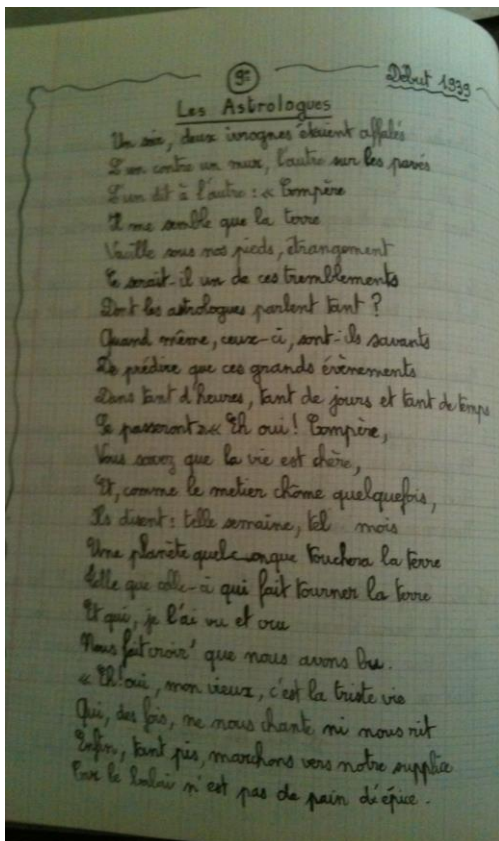 9e
Début 1939
Les Astrologues
Un soir, deux ivrognes étaient affalés
L'un contre un mur, l'autre sur les pavés
L'un dit à l'autre : « Compère
Il me semble que la terre
Vacille sous nos pieds, étrangement
Ce serait-il un de ces tremblements
Dont les astrologues parlent tant ?
Quand même, ceux-ci, sont-ils savants
De prédire que ces grands évènements
Dans tant d'heures, tant de jours et tant de temps
Se passeront » « Eh oui ! Compère,
Vous savez que la vie est chère,
Et, comme le metier chôme quelquefois,
Ils disent : telle semaine, tel mois
Une planète quelconque touchera la terre
Telle que celle-ci qui fait tourner la terre
Et qui, je l'ai vu et cru
Nous fait croir' que nous avons bu.
« Eh ! oui, mon vieux, c'est la triste vie
Qui, des fois, ne nous chante ni nous rit
Enfin, tant pis, marchons vers notre supplice
Car le n'est pas de pain d'épice .